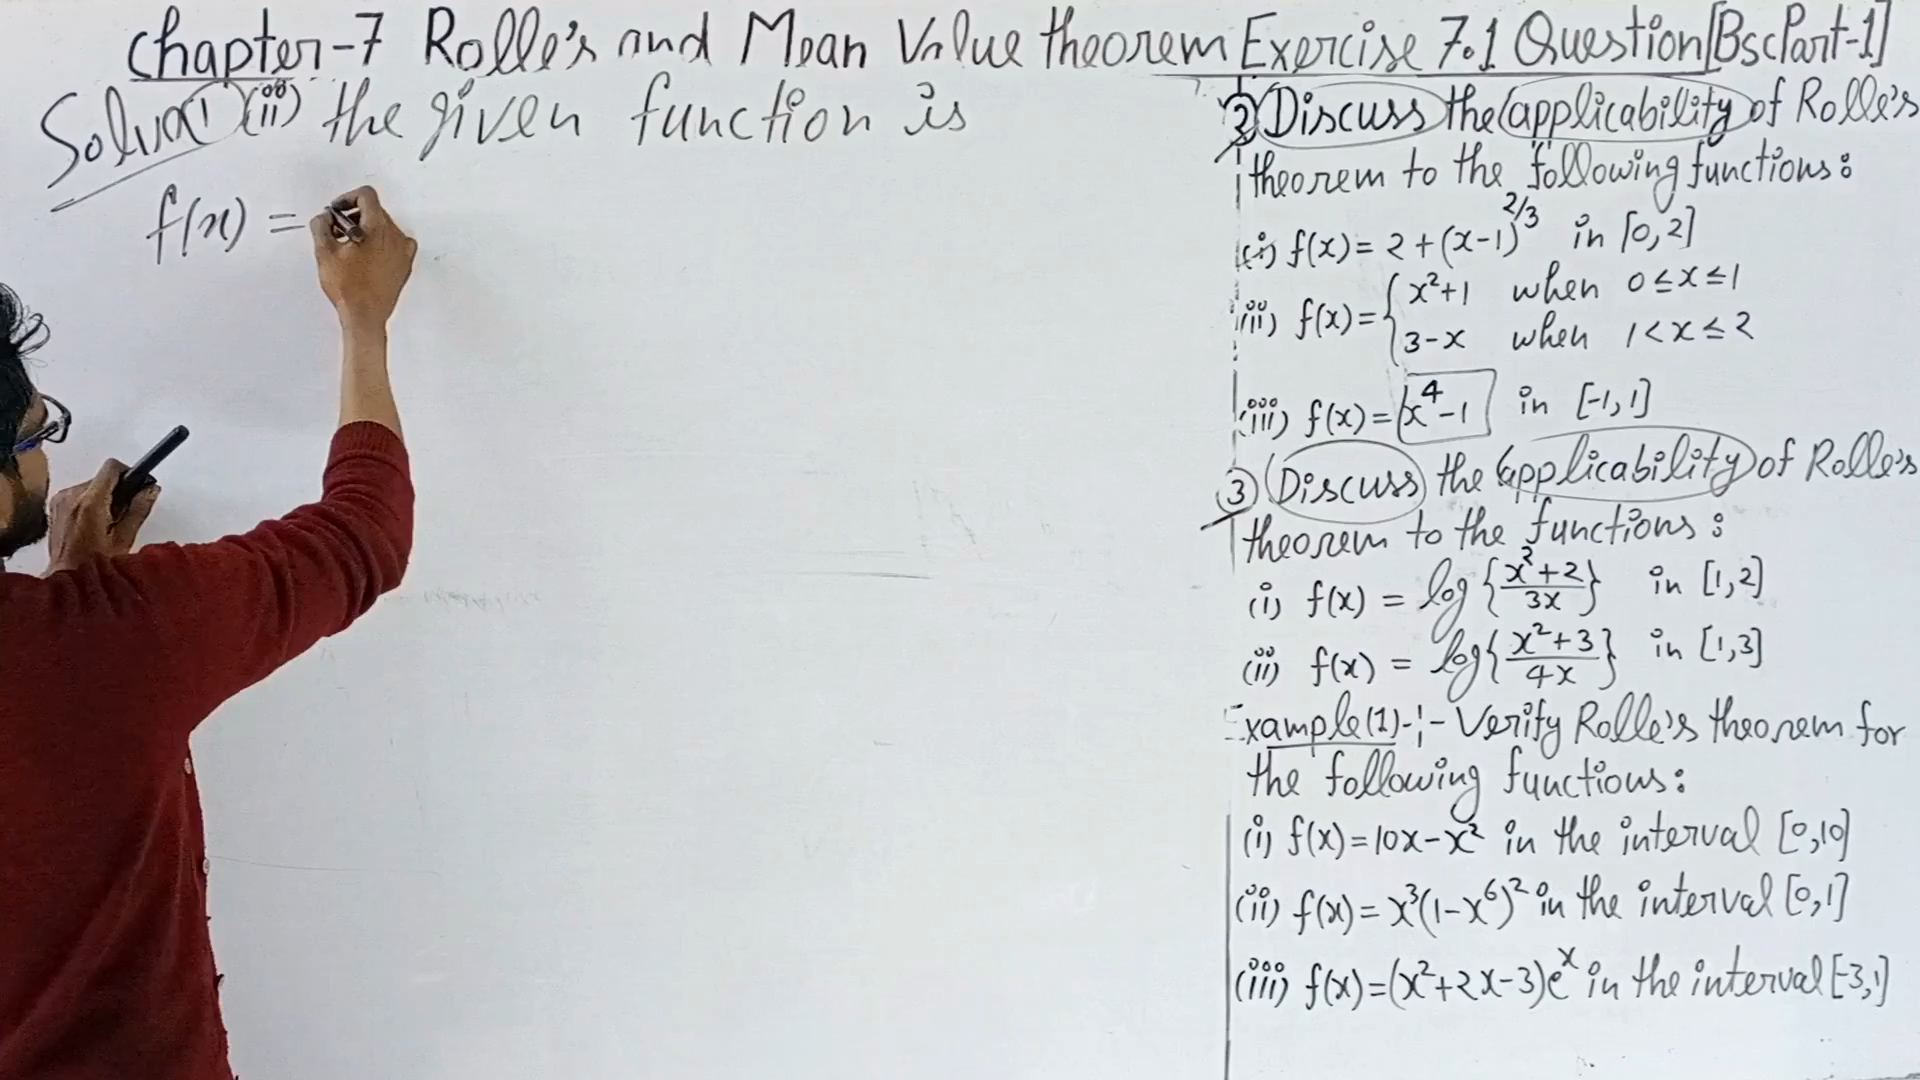 Chapter-7 Rolle's and Mean Value theorem Exercise 7.1 Question[BscPart-1]
1 (ii) the given function is
f(x) =
2 Discuss the applicability of Rolle's
theorem to the following functions:
(i) f(x) = 2 + (x-1)^2/3 in [0,2]
(ii) f(x) = { x²+1 when 0 ≤ x ≤ 1
3-x when 1 < x ≤ 2
(iii) f(x) = x⁴-1 in [-1,1]
3 Discuss the applicability of Rolle's
theorem to the functions:
(i) f(x) = log{x²+2/3x} in [1,2]
(ii) f(x) = log{x²+3/4x} in [1,3]
Example(1)-:- Verify Rolle's theorem for
the following functions:
(i) f(x)=10x-x² in the interval [0,10]
(ii) f(x) = x³(1-x⁶)² in the interval [0,1]
(iii) f(x)=(x²+2x-3)eˣ in the interval [-3,1]